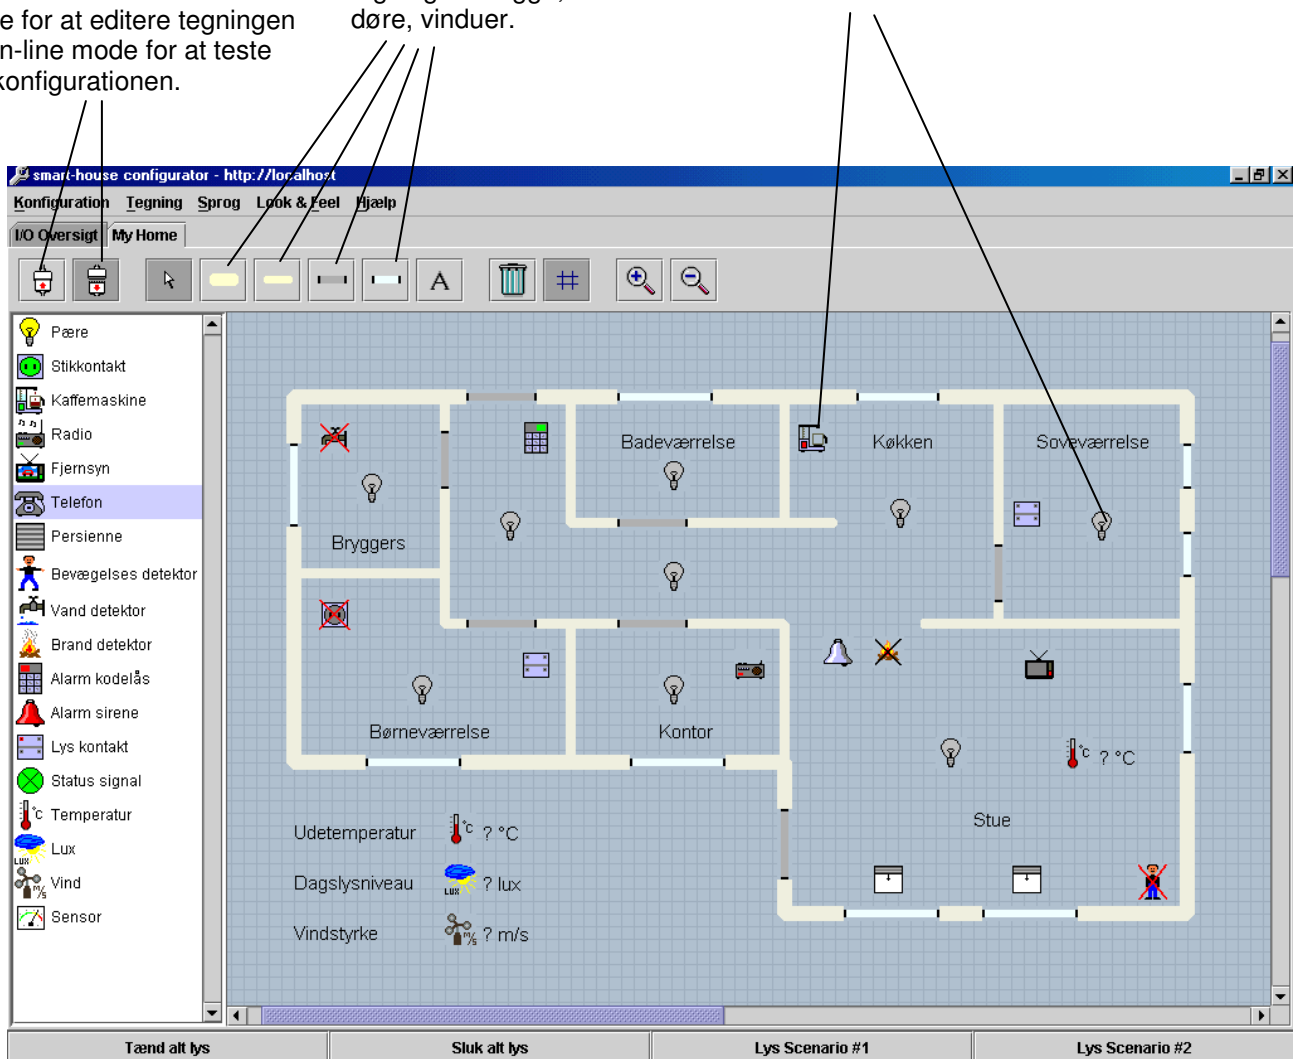 e for at editere tegningen
n-line mode for at teste
konfigurationen.
døre, vinduer.
smart-house configurator - http://localhost
Konfiguration Tegning Sprog Look & Feel Hjælp
I/O Oversigt My Home
A
Pære
Stikkontakt
Kaffemaskine
Radio
Fjernsyn
Telefon
Persienne
Bevægelses detektor
Vand detektor
Brand detektor
Alarm kodelås
Alarm sirene
Lys kontakt
Status signal
°C Temperatur
LUX Lux
M/S Vind
Sensor
Badeværrelse
Køkken
Soveværrelse
Bryggers
Børneværrelse
Kontor
°C ? °C
Stue
Udetemperatur °C ? °C
Dagslysniveau LUX ? lux
Vindstyrke M/S ? m/s
Tænd alt lys
Sluk alt lys
Lys Scenario #1
Lys Scenario #2